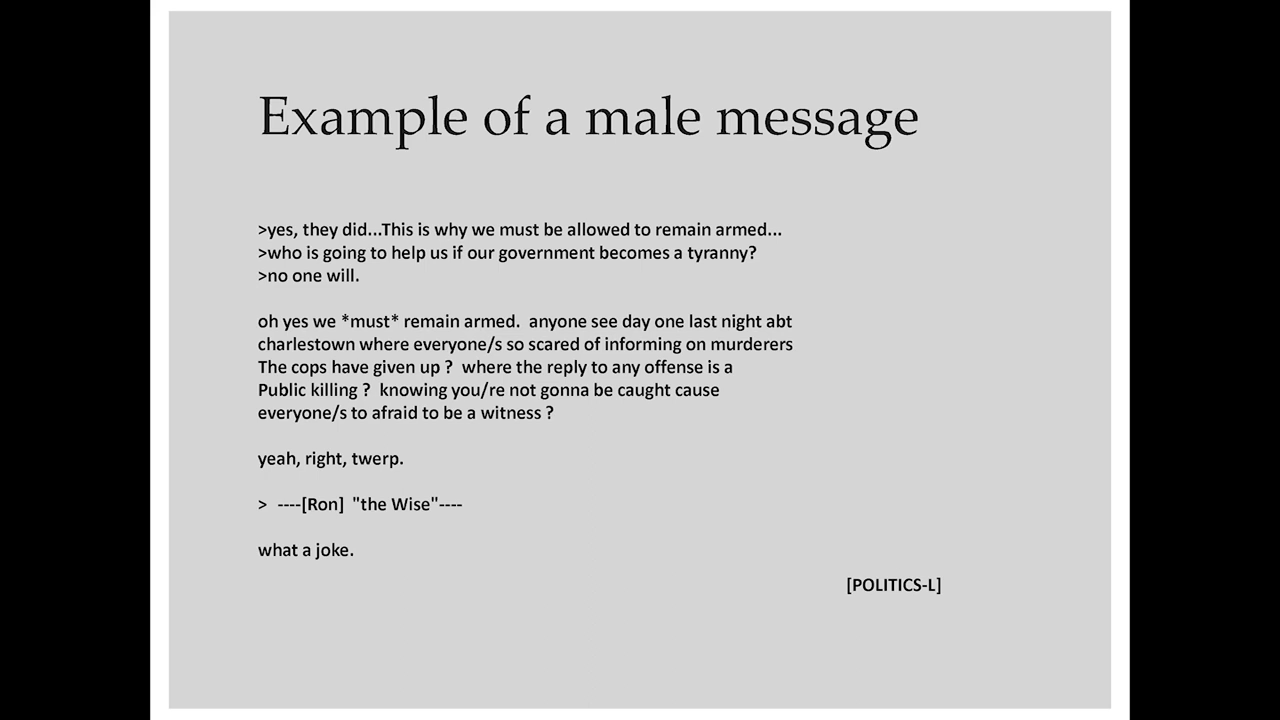 Example of a male message
>yes, they did...This is why we must be allowed to remain armed...
>who is going to help us if our government becomes a tyranny?
>no one will.
oh yes we *must* remain armed.  anyone see day one last night abt
charlestown where everyone/s so scared of informing on murderers
The cops have given up ?  where the reply to any offense is a
Public killing ?  knowing you/re not gonna be caught cause
everyone/s to afraid to be a witness ?
yeah, right, twerp.
>  ----[Ron]  "the Wise"----
what a joke.
[POLITICS-L]